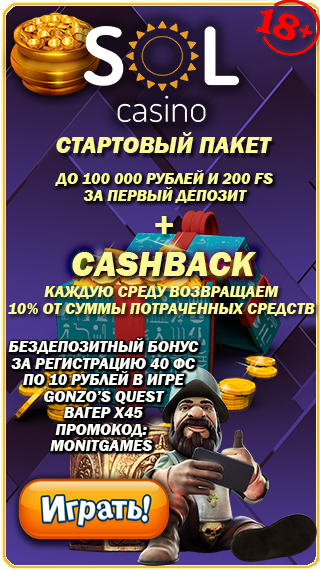 18+
SOL
casino
СТАРТОВЫЙ ПАКЕТ
ДО 100 000 РУБЛЕЙ И 200 FS
ЗА ПЕРВЫЙ ДЕПОЗИТ
+
CASHBACK
КАЖДУЮ СРЕДУ ВОЗВРАЩАЕМ
10% ОТ СУММЫ ПОТРАЧЕННЫХ СРЕДСТВ
БЕЗДЕПОЗИТНЫЙ БОНУС
ЗА РЕГИСТРАЦИЮ 40 ФС
ПО 10 РУБЛЕЙ В ИГРЕ
GONZO'S QUEST
ВАГЕР X45
ПРОМОКОД:
MONITGAMES
Играть!